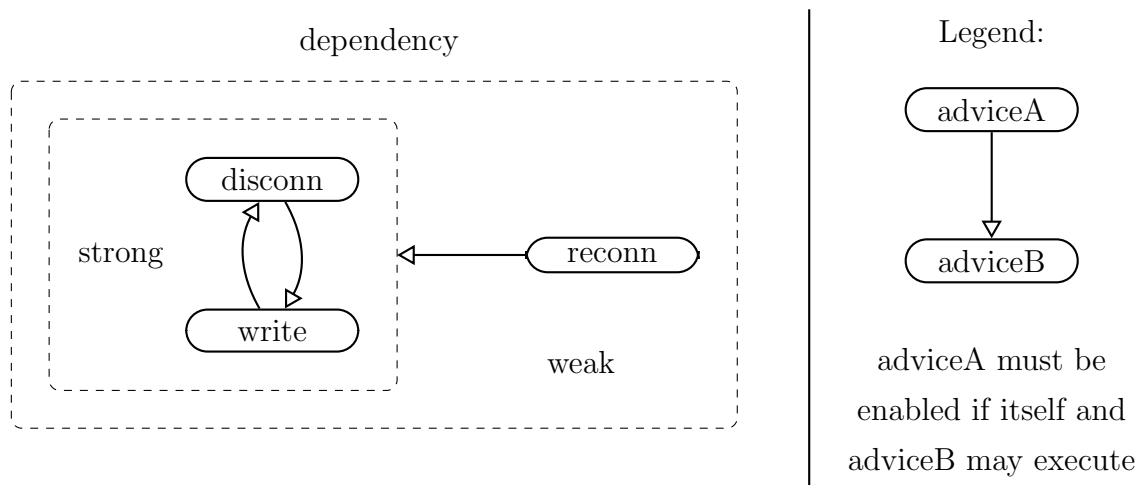 dependency
disconn
strong
write
reconn
weak
Legend:
adviceA
adviceB
adviceA must be
enabled if itself and
adviceB may execute